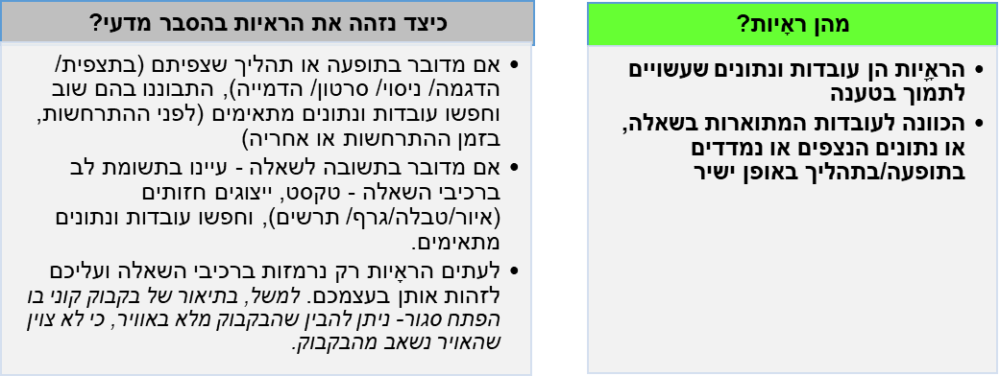 מהן ראָיות?
• הראָיָות הן עובדות ונתונים שעשויים
לתמוך בטענה
• הכוונה לעובדות המתוארות בשאלה,
או נתונים הנצפים או נמדדים
בתופעה/בתהליך באופן ישיר
כיצד נזהה את הראיות בהסבר מדעי?
• אם מדובר בתופעה או תהליך שצפיתם (בתצפית/
הדגמה/ ניסוי/ סרטון/ הדמייה), התבוננו בהם שוב
וחפשו עובדות ונתונים מתאימים (לפני ההתרחשות,
בזמן ההתרחשות או אחריה)
• אם מדובר בתשובה לשאלה - עיינו בתשומת לב
ברכיבי השאלה - טקסט, ייצוגים חזותים
(איור/טבלה/גרף/ תרשים), וחפשו עובדות ונתונים
מתאימים.
• לעתים הראָיות רק נרמזות ברכיבי השאלה ועליכם
לזהות אותן בעצמכם. למשל, בתיאור של בקבוק קוני בו
הפתח סגור- ניתן להבין שהבקבוק מלא באוויר, כי לא צוין
שהאויר נשאב מהבקבוק.